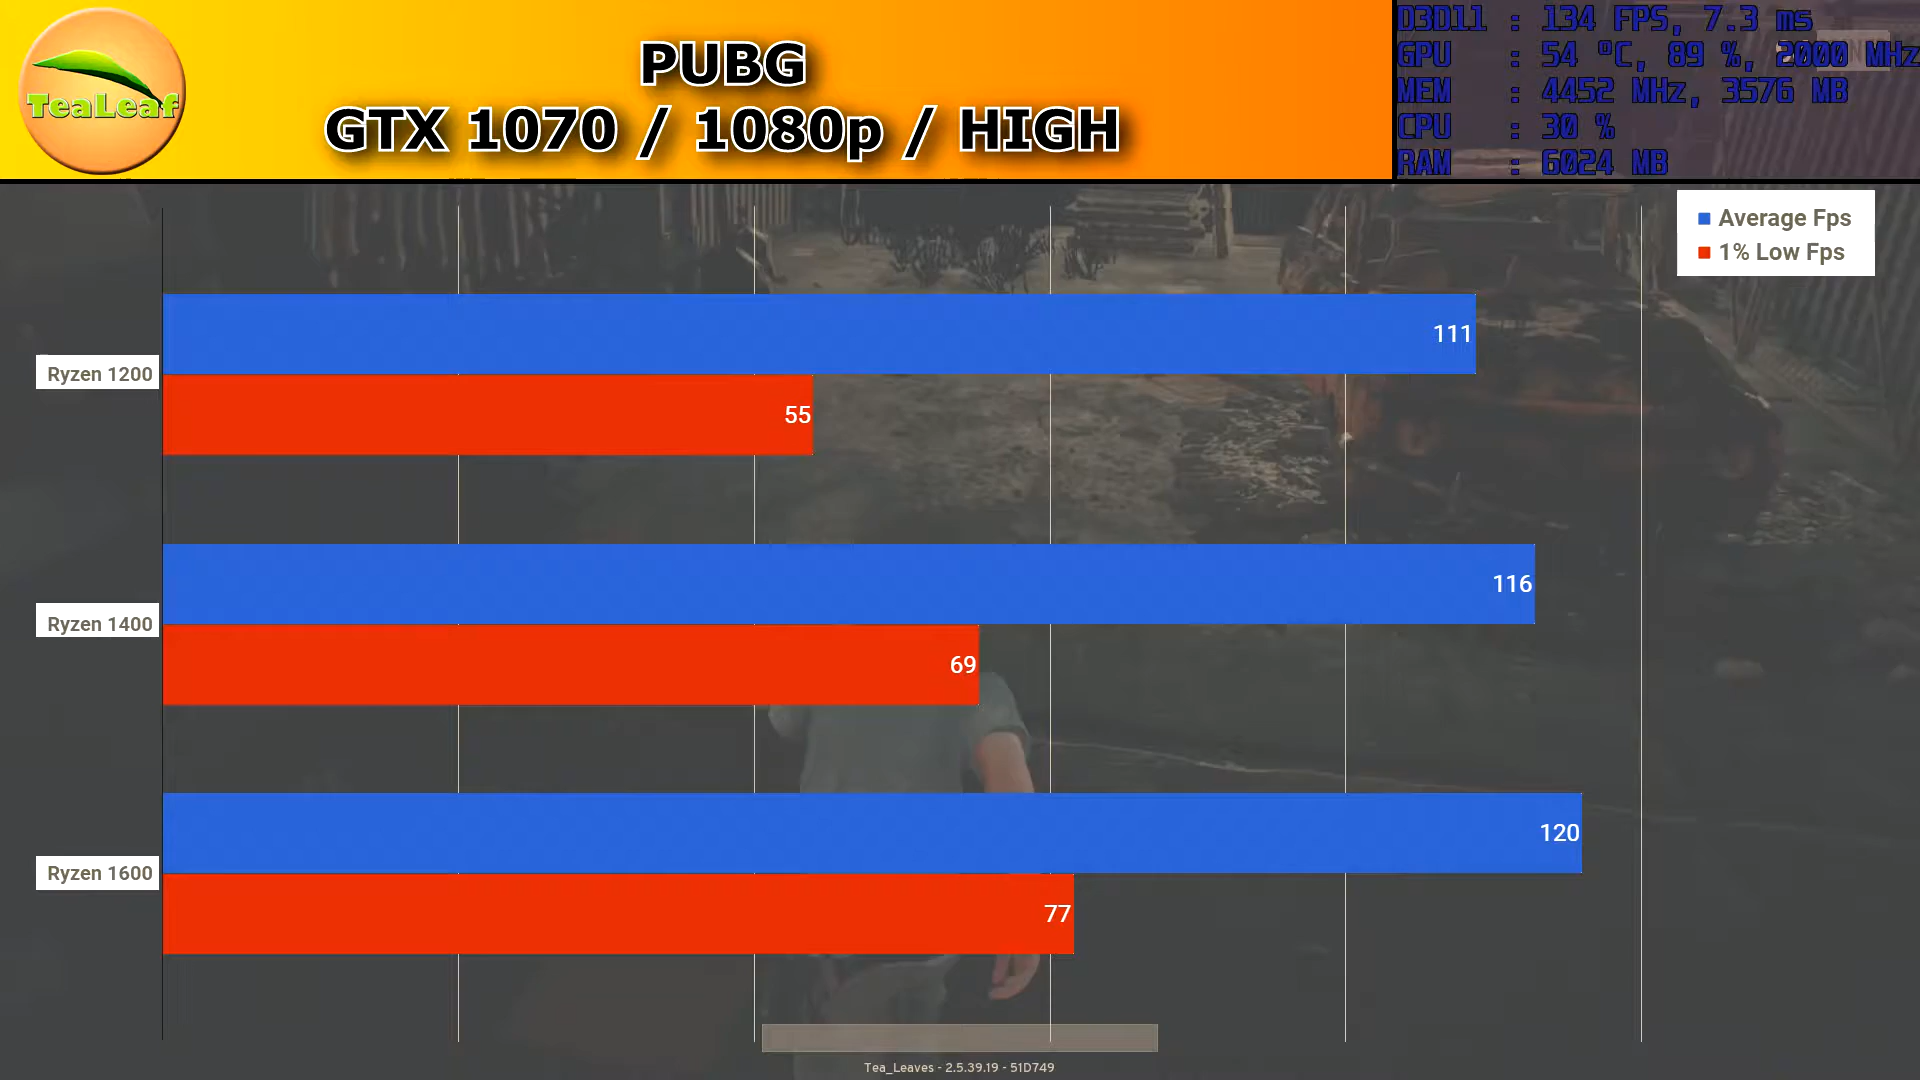 TeaLeaf
PUBG
GTX 1070 / 1080p / HIGH
D3D11 : 134 FPS, 7.3 ms
GPU : 54 °C, 89 %, 2000 MHz
MEM : 4452 MHz, 3576 MB
CPU : 30 %
RAM : 6024 MB
Average Fps
1% Low Fps
111
Ryzen 1200
55
116
Ryzen 1400
69
120
Ryzen 1600
77
Tea_Leaves - 2.5.39.19 - 51D749